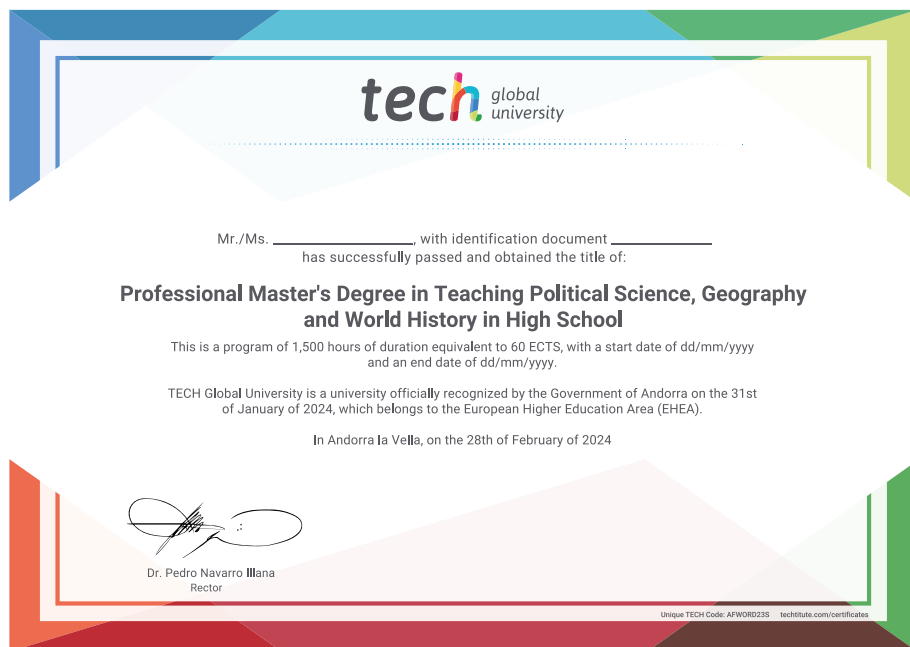 tech global university
Mr./Ms. ____________________, with identification document ______________
has successfully passed and obtained the title of:
Professional Master's Degree in Teaching Political Science, Geography
and World History in High School
This is a program of 1,500 hours of duration equivalent to 60 ECTS, with a start date of dd/mm/yyyy
and an end date of dd/mm/yyyy.
TECH Global University is a university officially recognized by the Government of Andorra on the 31st
of January of 2024, which belongs to the European Higher Education Area (EHEA).
In Andorra la Vella, on the 28th of February of 2024
Dr. Pedro Navarro Illana
Rector
Unique TECH Code: AFWORD23S techtitute.com/certificates